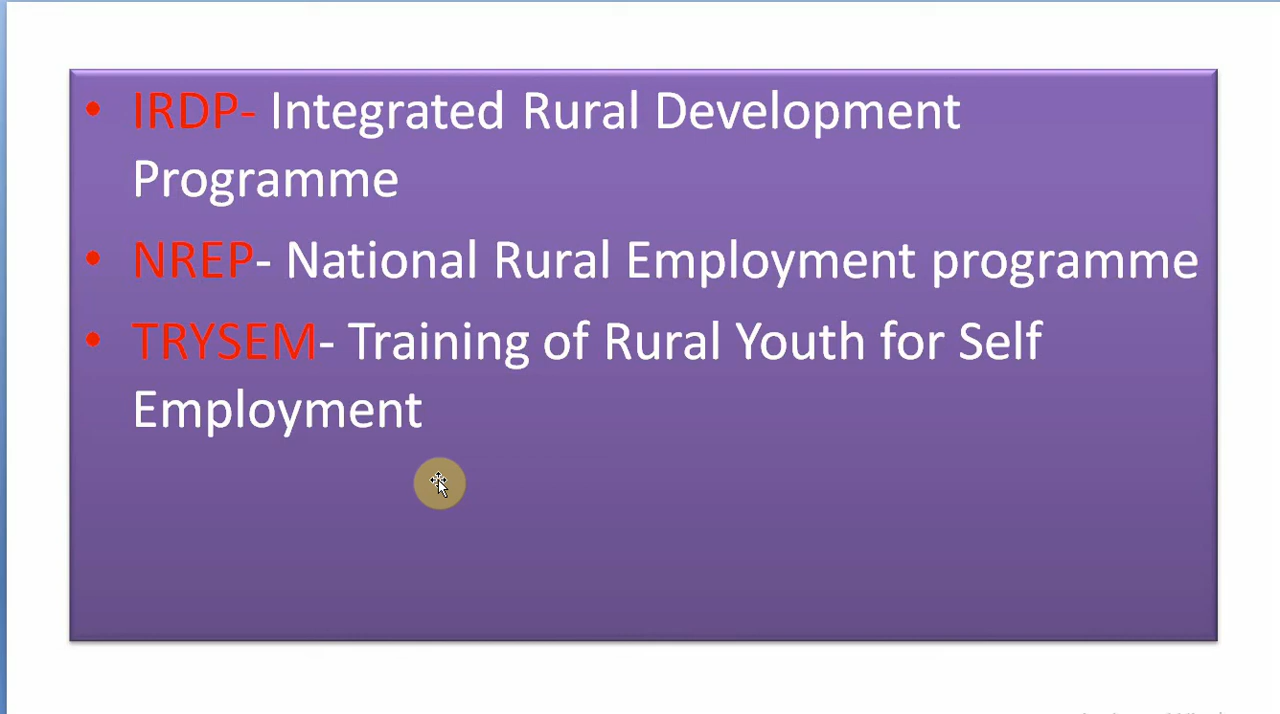 • IRDP- Integrated Rural Development
Programme
• NREP- National Rural Employment programme
• TRYSEM- Training of Rural Youth for Self
Employment